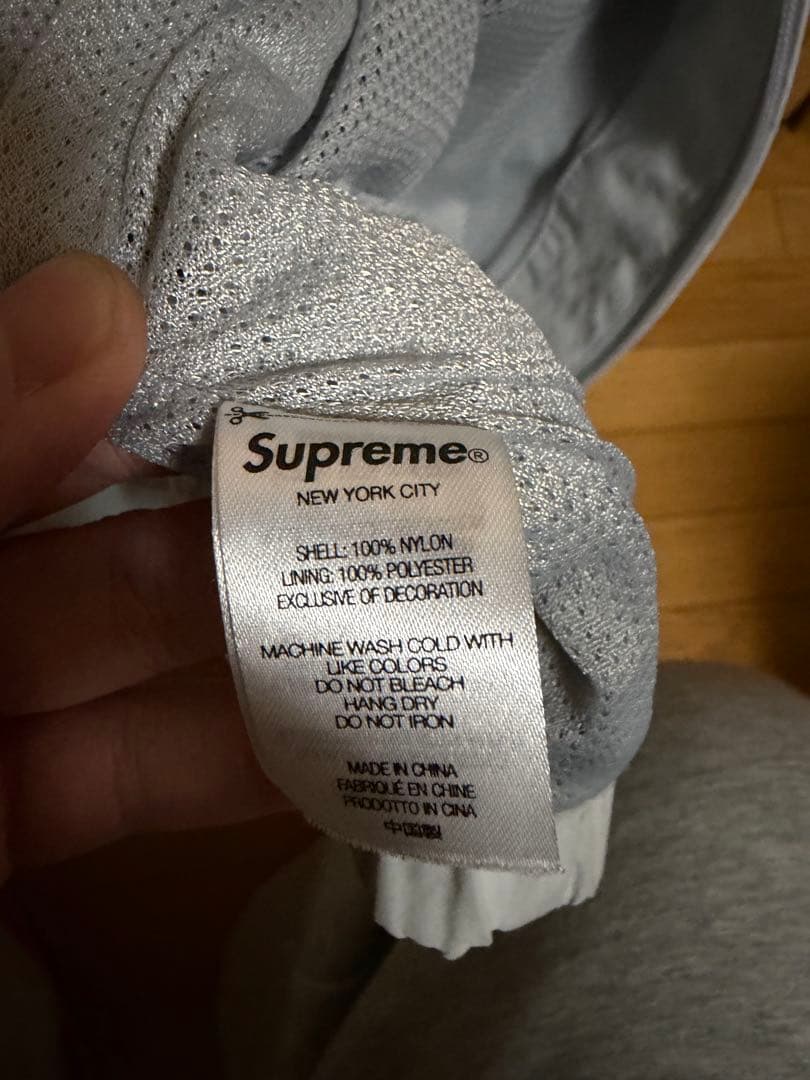 Supreme®
NEW YORK CITY
SHELL: 100% NYLON
LINING: 100% POLYESTER
EXCLUSIVE OF DECORATION
MACHINE WASH COLD WITH
LIKE COLORS
DO NOT BLEACH
HANG DRY
DO NOT IRON
MADE IN CHINA
FABRIQUÉ EN CHINE
PRODOTTO IN CINA
中国製